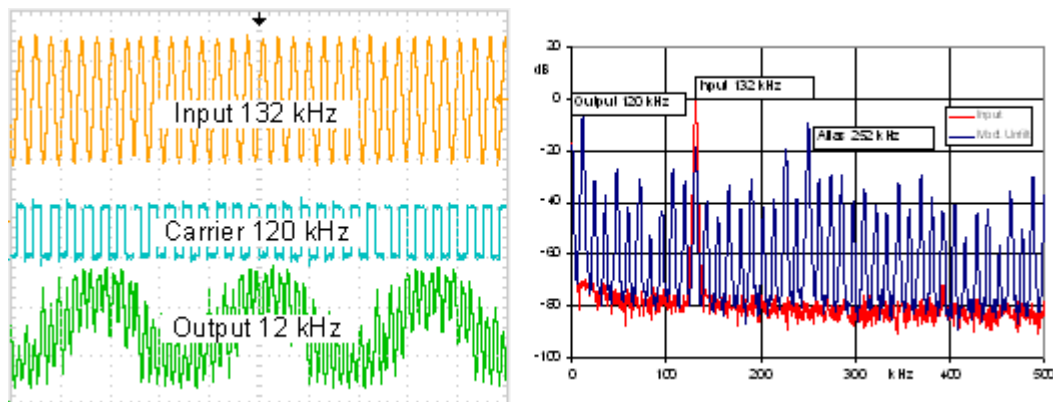 Input 132 kHz
Carrier 120 kHz
Output 12 kHz
20
dB
0
-20
-40
-60
-80
-100
Input 132 kHz
Output 120 kHz
Alias 252 kHz
Input
Mod. Unfilt
0
100
200
300
kHz
400
500